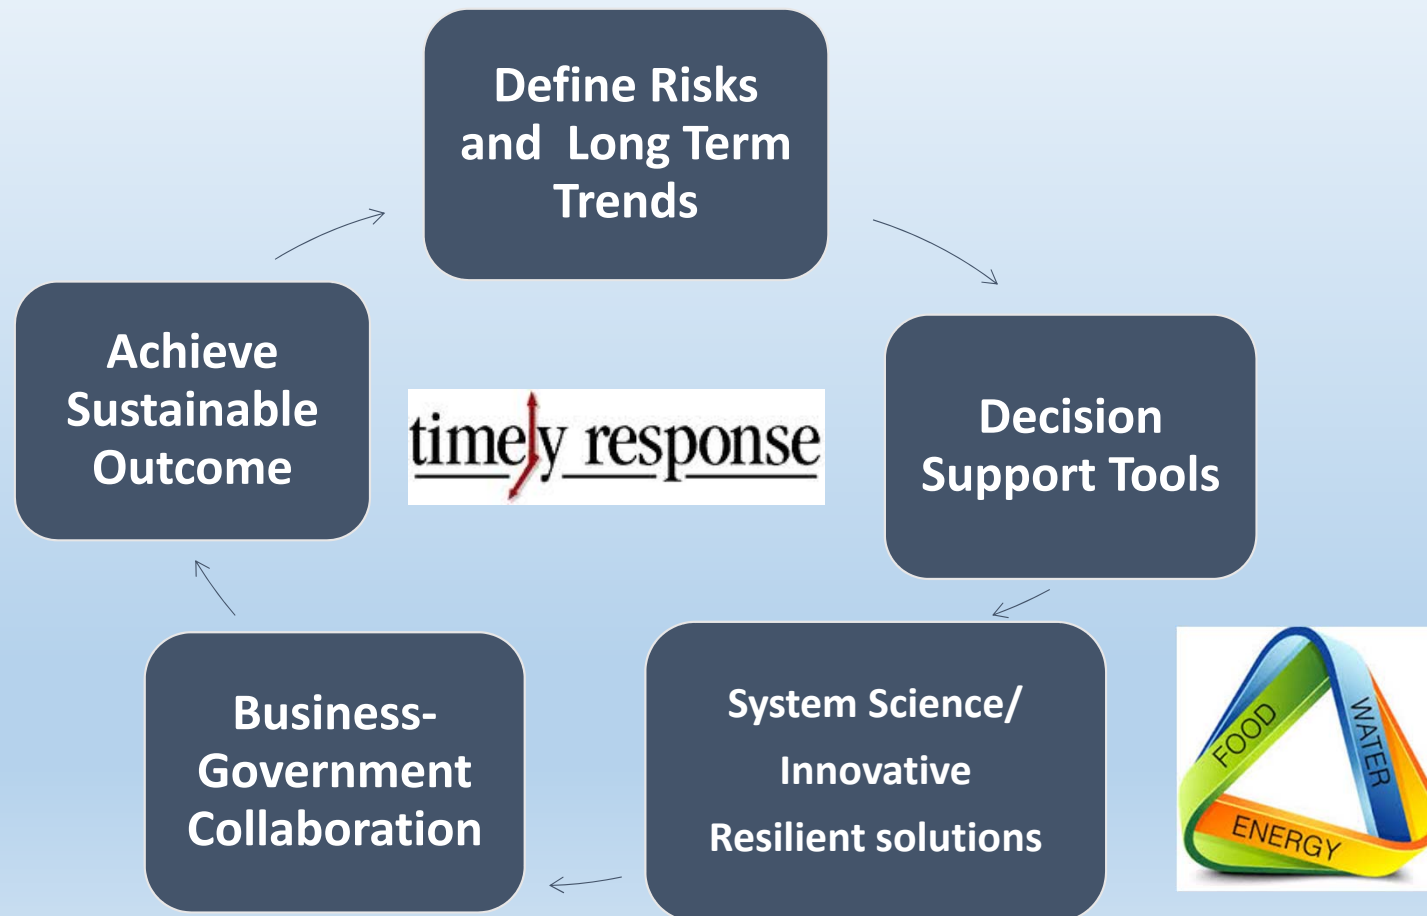 Define Risks
and  Long Term
Trends
Achieve
Sustainable
Outcome
timely response
Decision
Support Tools
Business-
Government
Collaboration
System Science/
Innovative
Resilient solutions
FOOD
WATER
ENERGY